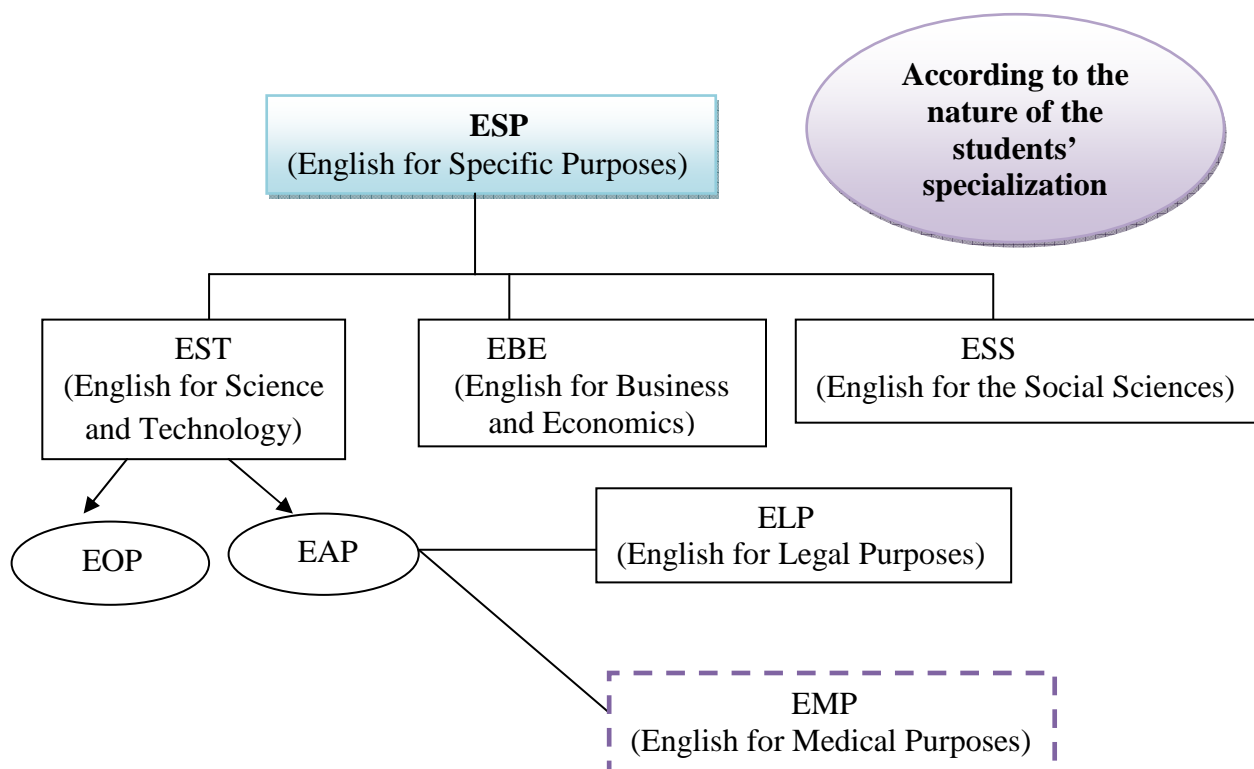 According to the
nature of the
students’
specialization
ESP
(English for Specific Purposes)
EST
(English for Science
and Technology)
EBE
(English for Business
and Economics)
ESS
(English for the Social Sciences)
EOP
EAP
ELP
(English for Legal Purposes)
EMP
(English for Medical Purposes)